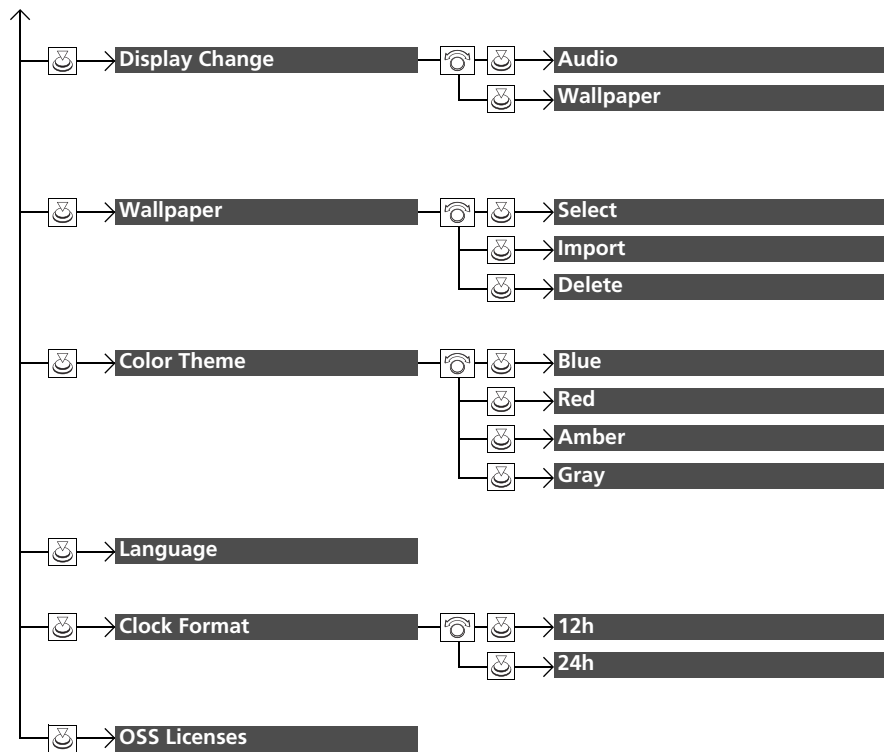 Display Change
Audio
Wallpaper
Wallpaper
Select
Import
Delete
Color Theme
Blue
Red
Amber
Gray
Language
Clock Format
12h
24h
OSS Licenses